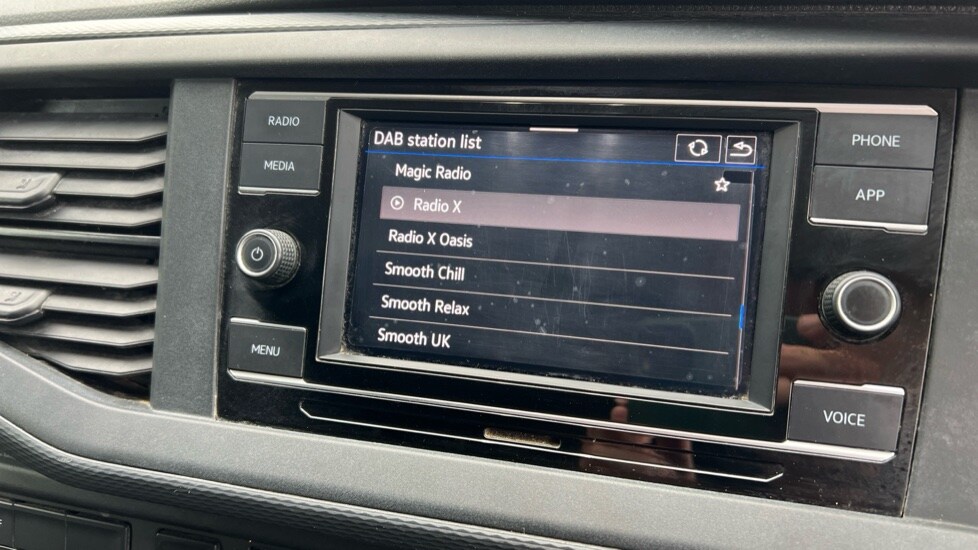 RADIO
MEDIA
MENU
DAB station list
Magic Radio
Radio X
Radio X Oasis
Smooth Chill
Smooth Relax
Smooth UK
PHONE
APP
VOICE